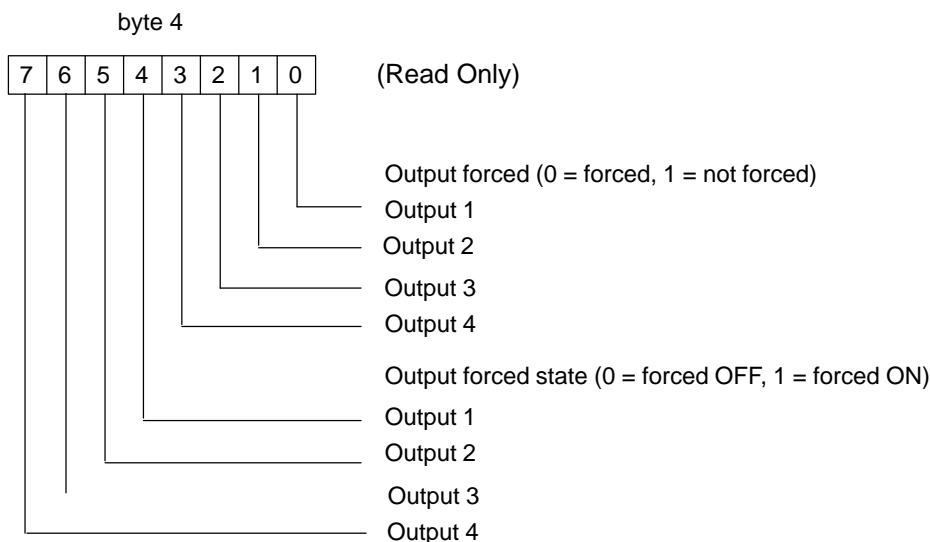 byte 4
7 6 5 4 3 2 1 0 (Read Only)
Output forced (0 = forced, 1 = not forced)
Output 1
Output 2
Output 3
Output 4
Output forced state (0 = forced OFF, 1 = forced ON)
Output 1
Output 2
Output 3
Output 4